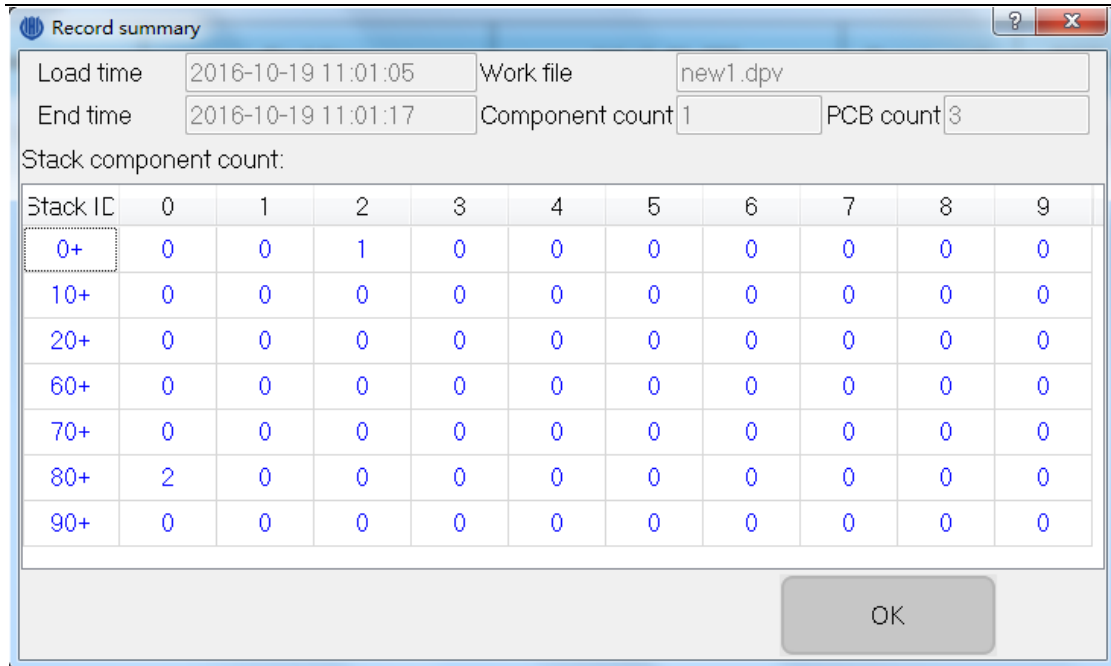 Record summary
Load time 2016-10-19 11:01:05 Work file new1.dpv
End time 2016-10-19 11:01:17 Component count 1 PCB count 3
Stack component count:
Stack ID 0 1 2 3 4 5 6 7 8 9
0+ 0 0 1 0 0 0 0 0 0 0
10+ 0 0 0 0 0 0 0 0 0 0
20+ 0 0 0 0 0 0 0 0 0 0
60+ 0 0 0 0 0 0 0 0 0 0
70+ 0 0 0 0 0 0 0 0 0 0
80+ 2 0 0 0 0 0 0 0 0 0
90+ 0 0 0 0 0 0 0 0 0 0
OK